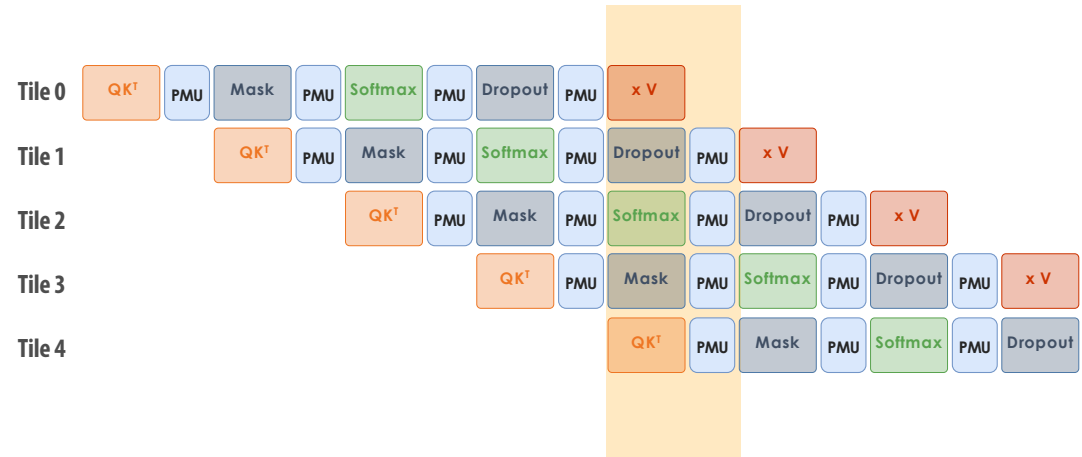 Tile 0 QKᵀ PMU Mask PMU Softmax PMU Dropout PMU x V
Tile 1 QKᵀ PMU Mask PMU Softmax PMU Dropout PMU x V
Tile 2 QKᵀ PMU Mask PMU Softmax PMU Dropout PMU x V
Tile 3 QKᵀ PMU Mask PMU Softmax PMU Dropout PMU x V
Tile 4 QKᵀ PMU Mask PMU Softmax PMU Dropout